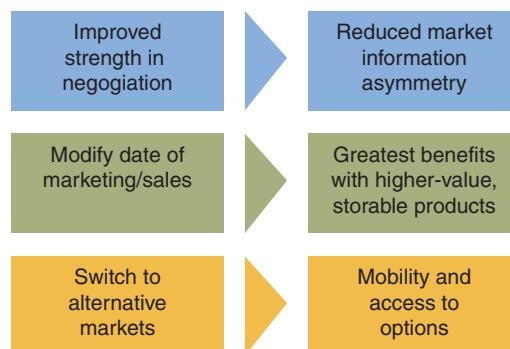 Improved
strength in
negogiation
Reduced market
information
asymmetry
Modify date of
marketing/sales
Greatest benefits
with higher-value,
storable products
Switch to
alternative
markets
Mobility and
access to
options